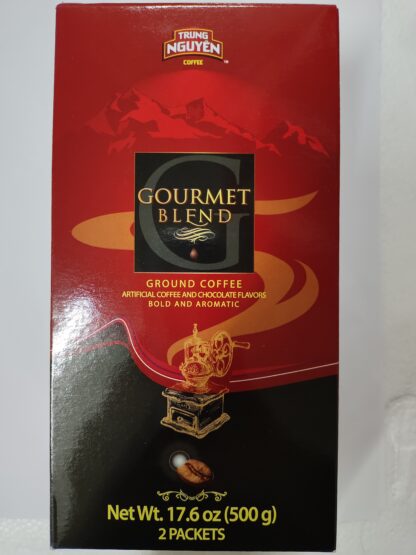 TRUNG
NGUYÊN
COFFEE
™
G
GOURMET
BLEND
GROUND COFFEE
ARTIFICIAL COFFEE AND CHOCOLATE FLAVORS
BOLD AND AROMATIC
Net Wt. 17.6 oz (500 g)
2 PACKETS